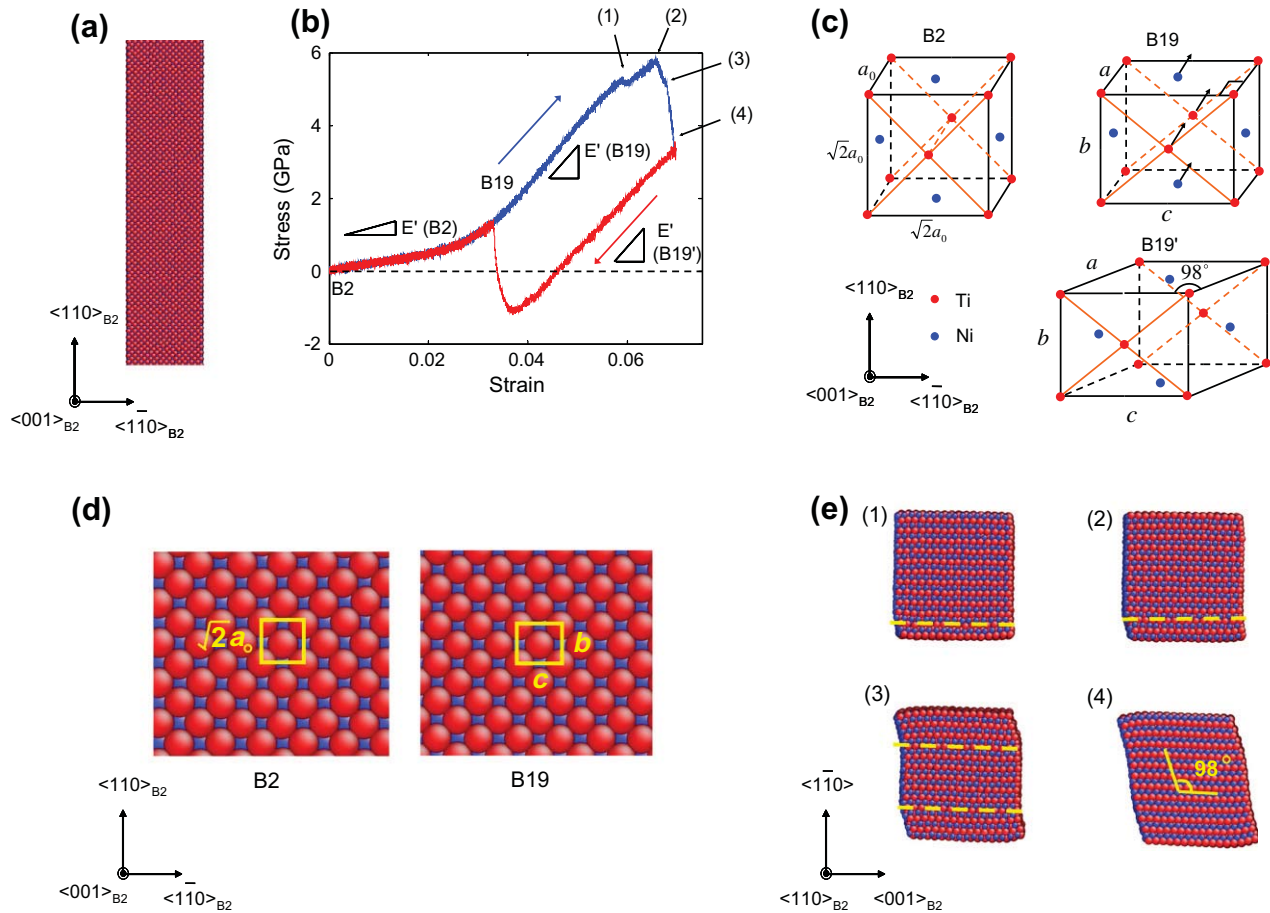 (a)
<110>B2
<001>B2
<1̅10>B2
(b)
(1)
(2)
(3)
(4)
6
4
2
0
-2
Stress (GPa)
0
0.02
0.04
0.06
Strain
B2
E' (B2)
B19
E' (B19)
E'
(B19')
(c)
B2
a₀
√2a₀
√2a₀
B19
a
b
c
B19'
a
98°
b
c
<110>B2
<001>B2
<1̅10>B2
Ti
Ni
(d)
√2 aₒ
b
c
B2
B19
<110>B2
<001>B2
<1̅10>B2
(e)
(1)
(2)
(3)
(4)
98°
<11̅0>
<110>B2
<001>B2